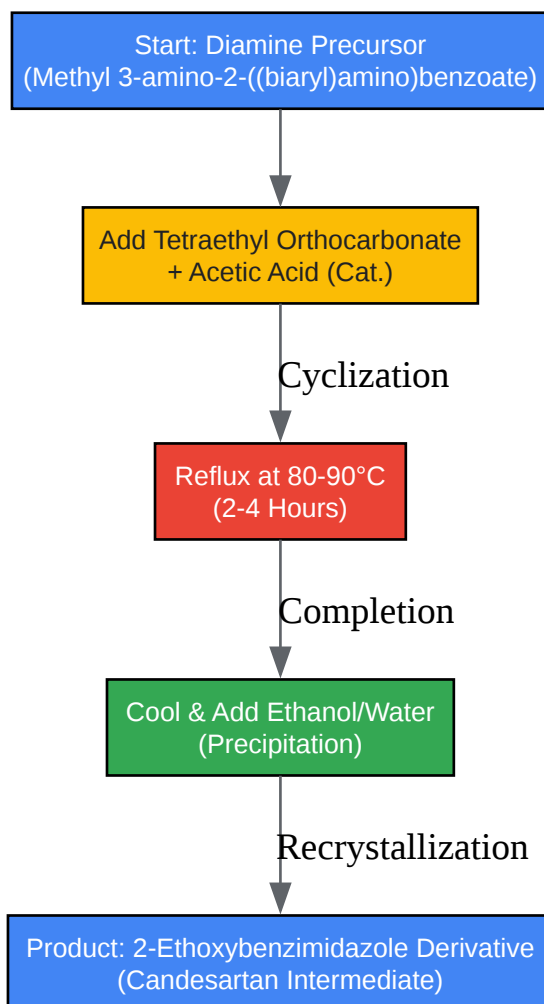 Start: Diamine Precursor
(Methyl 3-amino-2-((biaryl)amino)benzoate)
Add Tetraethyl Orthocarbonate
+ Acetic Acid (Cat.)
Cyclization
Reflux at 80-90°C
(2-4 Hours)
Completion
Cool & Add Ethanol/Water
(Precipitation)
Recrystallization
Product: 2-Ethoxybenzimidazole Derivative
(Candesartan Intermediate)